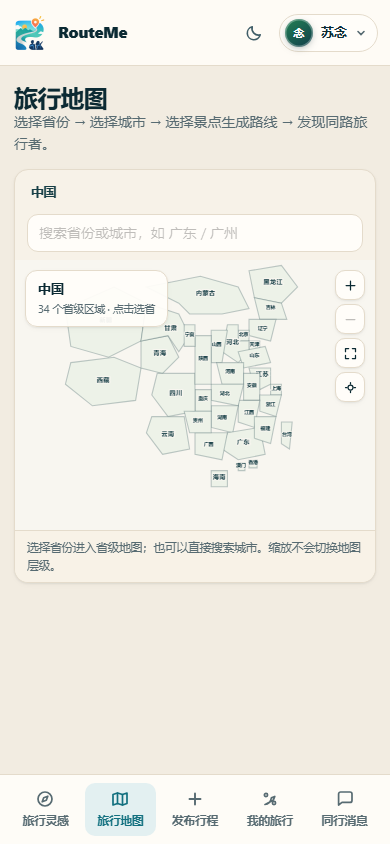 RouteMe
念
苏念
旅行地图
选择省份 → 选择城市 → 选择景点生成路线 → 发现同路旅
行者。
中国
搜索省份或城市，如 广东 / 广州
中国
34 个省级区域 · 点击选省
黑龙江
内蒙古
吉林
辽宁
甘肃
宁夏
北京
天津
河北
山西
山东
青海
陕西
河南
江苏
西藏
四川
重庆
湖北
安徽
上海
浙江
江西
湖南
贵州
云南
福建
台湾
广西
广东
澳门
香港
海南
选择省份进入省级地图；也可以直接搜索城市。缩放不会切换地图
层级。
旅行灵感
旅行地图
发布行程
我的旅行
同行消息